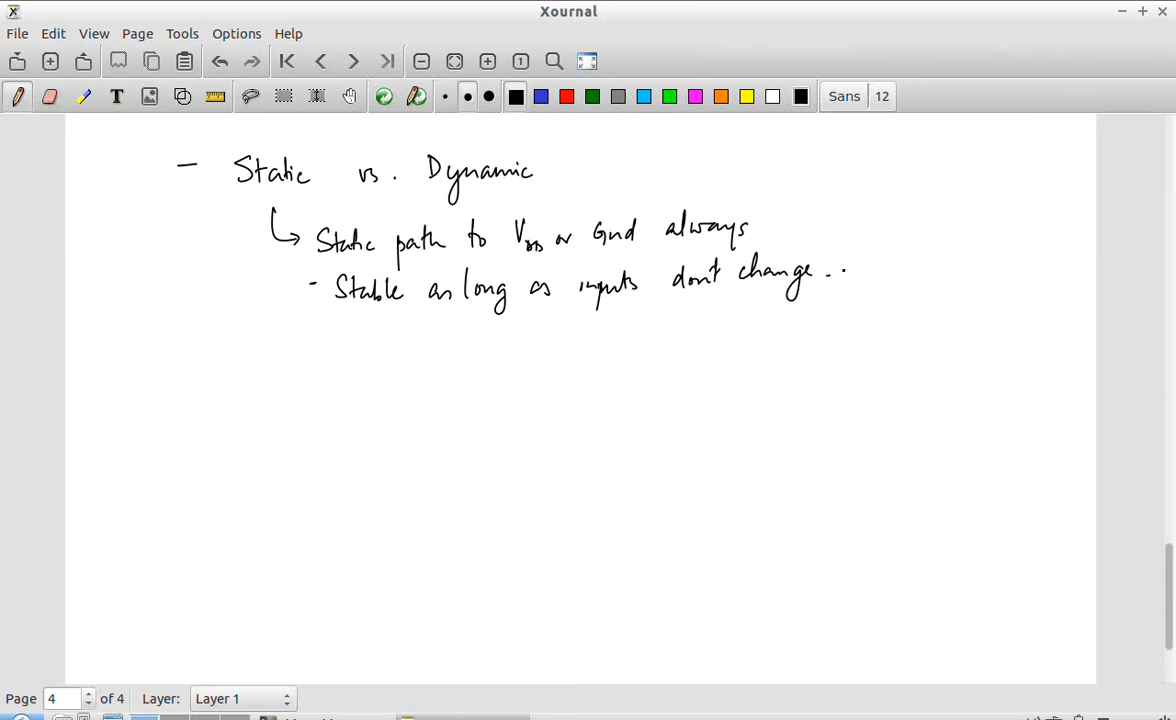 Xournal
File Edit View Page Tools Options Help
Sans 12
- Static vs. Dynamic
Static path to VDD or Gnd always
- Stable as long as inputs don't change...
Page 4 of 4 Layer: Layer 1